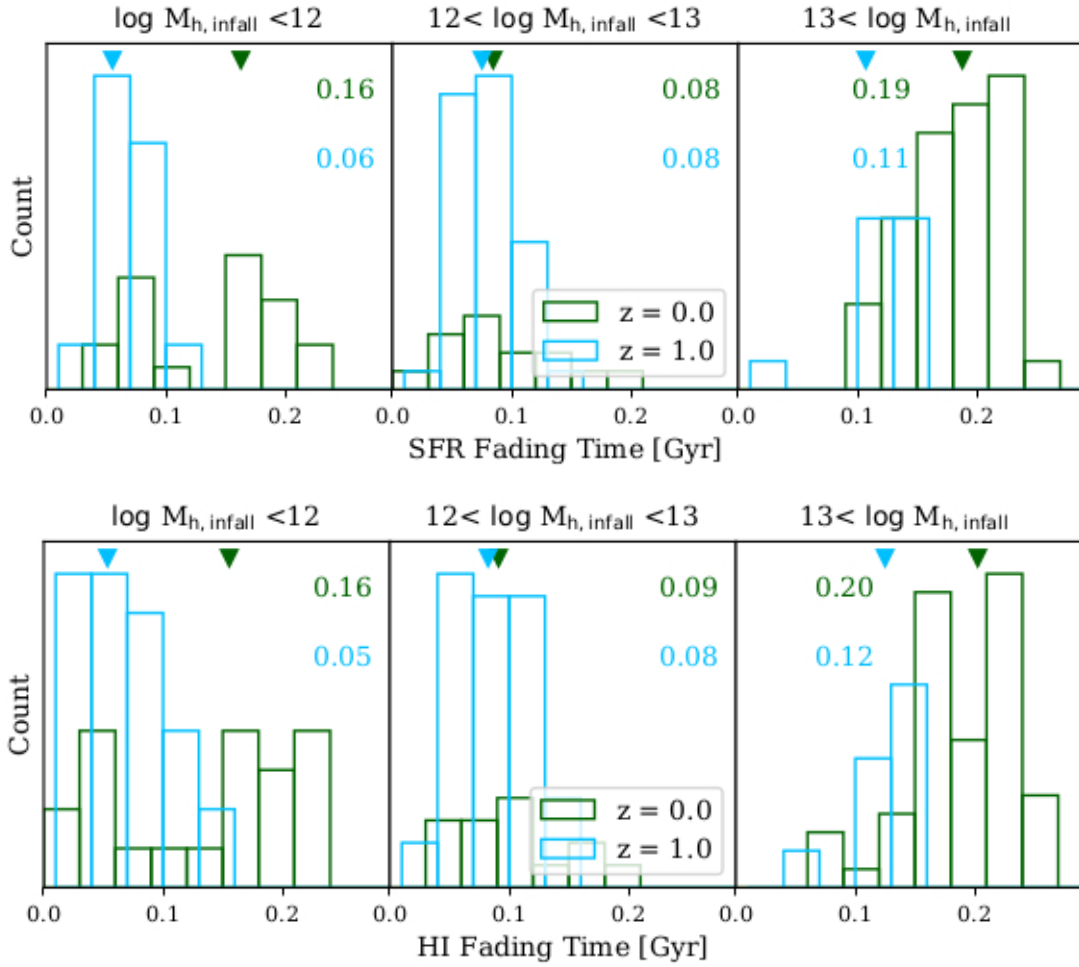 log M_h, infall <12 12< log M_h, infall <13 13< log M_h, infall
0.16 0.08 0.19
0.06 0.08 0.11
Count
z = 0.0
z = 1.0
0.0 0.1 0.2 0.0 0.1 0.2 0.0 0.1 0.2
SFR Fading Time [Gyr]
log M_h, infall <12 12< log M_h, infall <13 13< log M_h, infall
0.16 0.09 0.20
0.05 0.08 0.12
Count
z = 0.0
z = 1.0
0.0 0.1 0.2 0.0 0.1 0.2 0.0 0.1 0.2
HI Fading Time [Gyr]